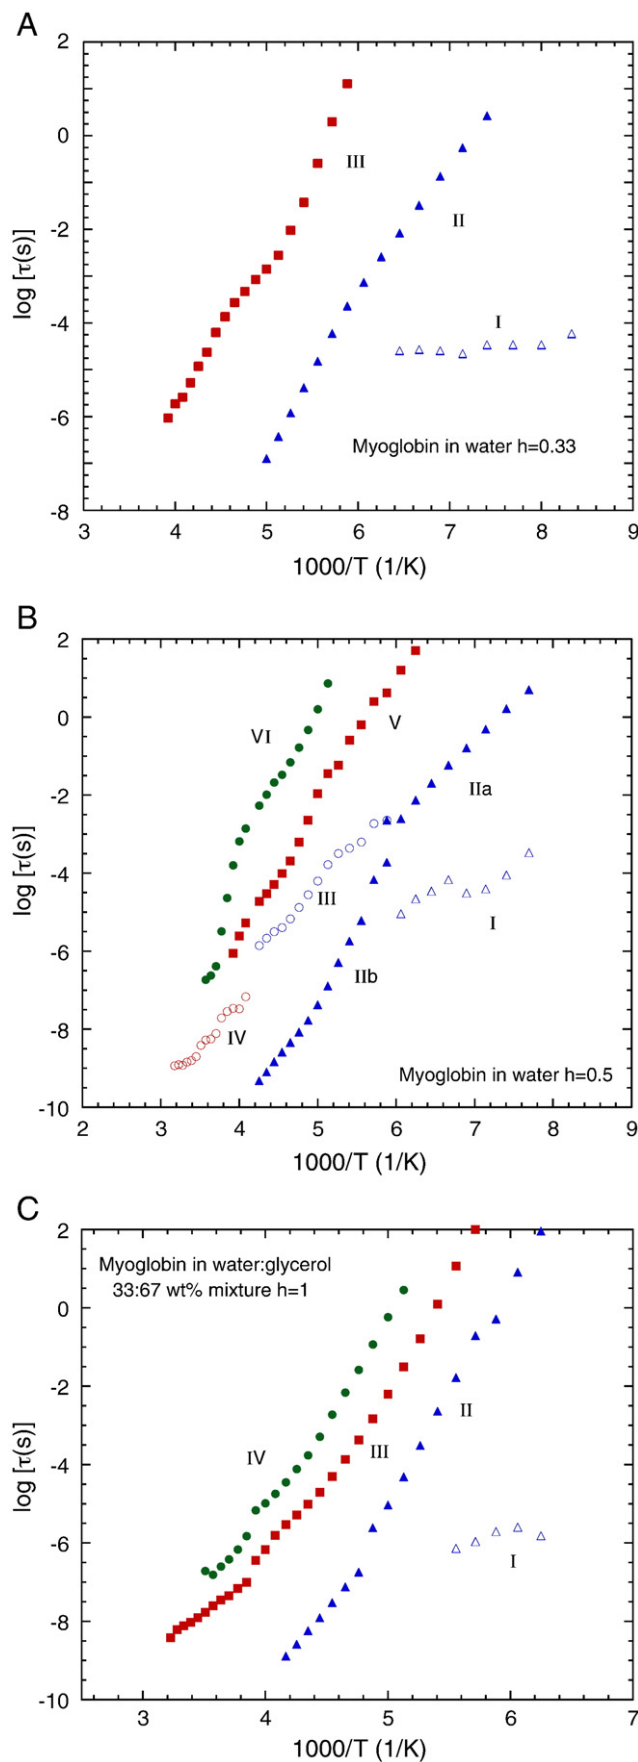 A
2
0
-2
-4
-6
-8
log [τ(s)]
III
II
I
Myoglobin in water h=0.33
3 4 5 6 7 8 9
1000/T (1/K)
B
2
0
-2
-4
-6
-8
-10
log [τ(s)]
VI
V
IIa
III
I
IIb
IV
Myoglobin in water h=0.5
2 3 4 5 6 7 8 9
1000/T (1/K)
C
2
0
-2
-4
-6
-8
-10
log [τ(s)]
Myoglobin in water:glycerol
33:67 wt% mixture h=1
II
IV
III
I
3 4 5 6 7
1000/T (1/K)